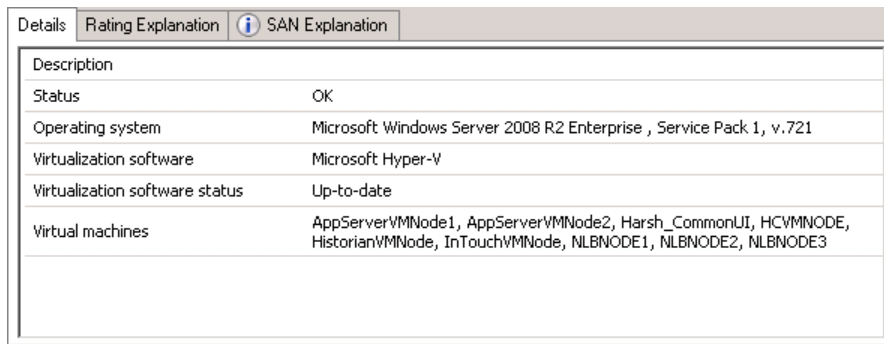 Details Rating Explanation SAN Explanation
Description
Status OK
Operating system Microsoft Windows Server 2008 R2 Enterprise , Service Pack 1, v.721
Virtualization software Microsoft Hyper-V
Virtualization software status Up-to-date
Virtual machines AppServerVMNode1, AppServerVMNode2, Harsh_CommonUI, HCVMNODE,
HistorianVMNode, InTouchVMNode, NLBNODE1, NLBNODE2, NLBNODE3